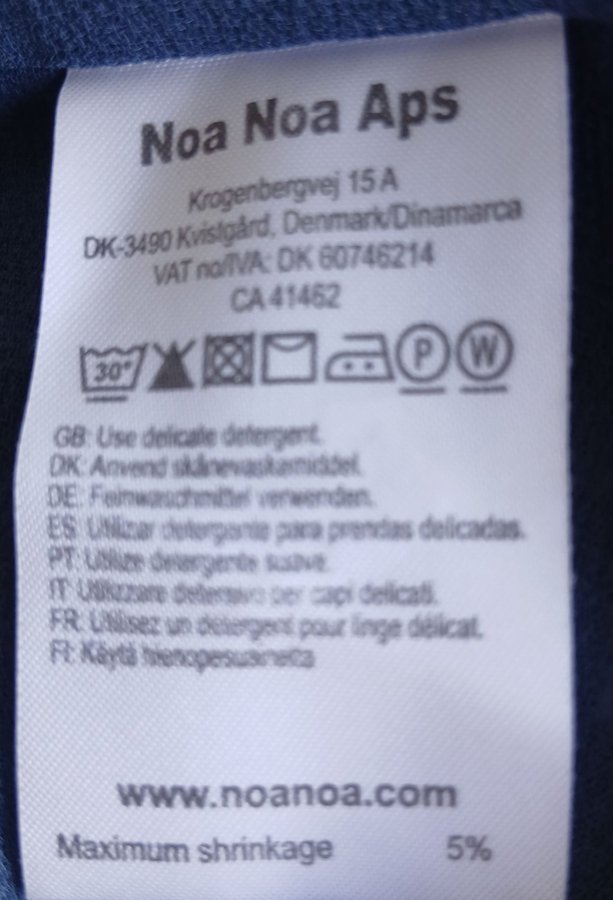 Noa Noa Aps
Krogenbergvej 15 A
DK-3490 Kvistgård, Denmark/Dinamarca
VAT no/IVA: DK 60746214
CA 41462
30° P W
GB: Use delicate detergent.
DK: Anvend skånevaskemiddel.
DE: Feinwaschmittel verwenden.
ES: Utilizar detergente para prendas delicadas.
PT: Utilize detergente suave.
IT: Utilizzare detersivo per capi delicati.
FR: Utilisez un détergent pour linge délicat.
FI: Käytä hienopesuainetta
www.noanoa.com
Maximum shrinkage 5%